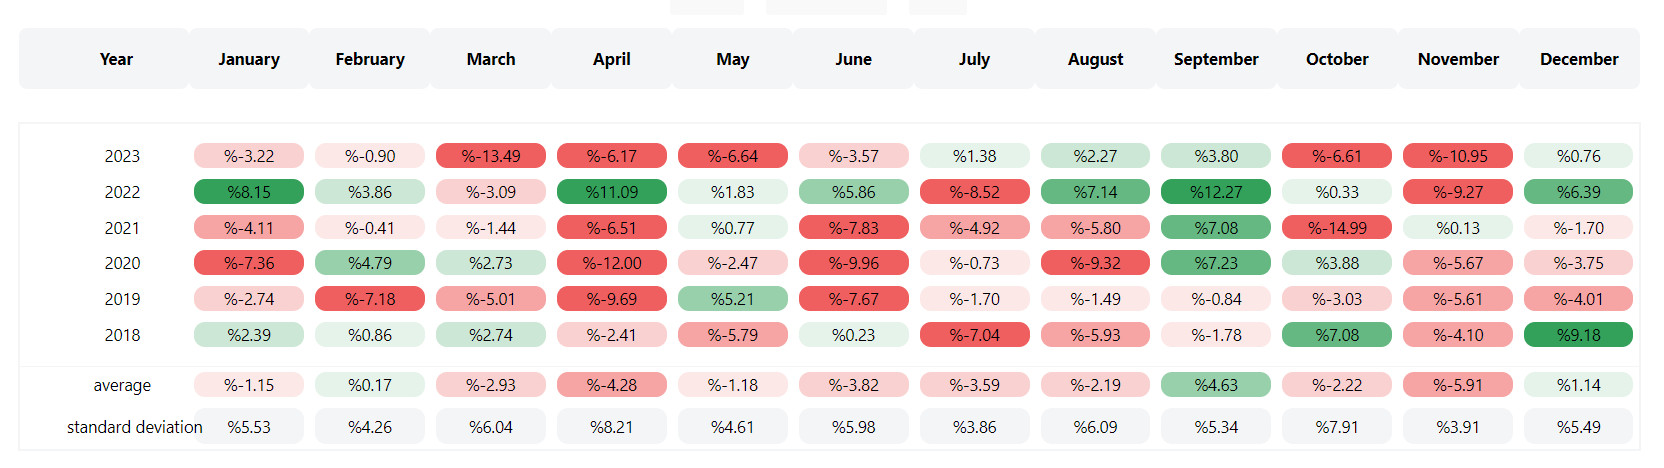 Year January February March April May June July August September October November December
2023 %-3.22 %-0.90 %-13.49 %-6.17 %-6.64 %-3.57 %1.38 %2.27 %3.80 %-6.61 %-10.95 %0.76
2022 %8.15 %3.86 %-3.09 %11.09 %1.83 %5.86 %-8.52 %7.14 %12.27 %0.33 %-9.27 %6.39
2021 %-4.11 %-0.41 %-1.44 %-6.51 %0.77 %-7.83 %-4.92 %-5.80 %7.08 %-14.99 %0.13 %-1.70
2020 %-7.36 %4.79 %2.73 %-12.00 %-2.47 %-9.96 %-0.73 %-9.32 %7.23 %3.88 %-5.67 %-3.75
2019 %-2.74 %-7.18 %-5.01 %-9.69 %5.21 %-7.67 %-1.70 %-1.49 %-0.84 %-3.03 %-5.61 %-4.01
2018 %2.39 %0.86 %2.74 %-2.41 %-5.79 %0.23 %-7.04 %-5.93 %-1.78 %7.08 %-4.10 %9.18
average %-1.15 %0.17 %-2.93 %-4.28 %-1.18 %-3.82 %-3.59 %-2.19 %4.63 %-2.22 %-5.91 %1.14
standard deviation %5.53 %4.26 %6.04 %8.21 %4.61 %5.98 %3.86 %6.09 %5.34 %7.91 %3.91 %5.49